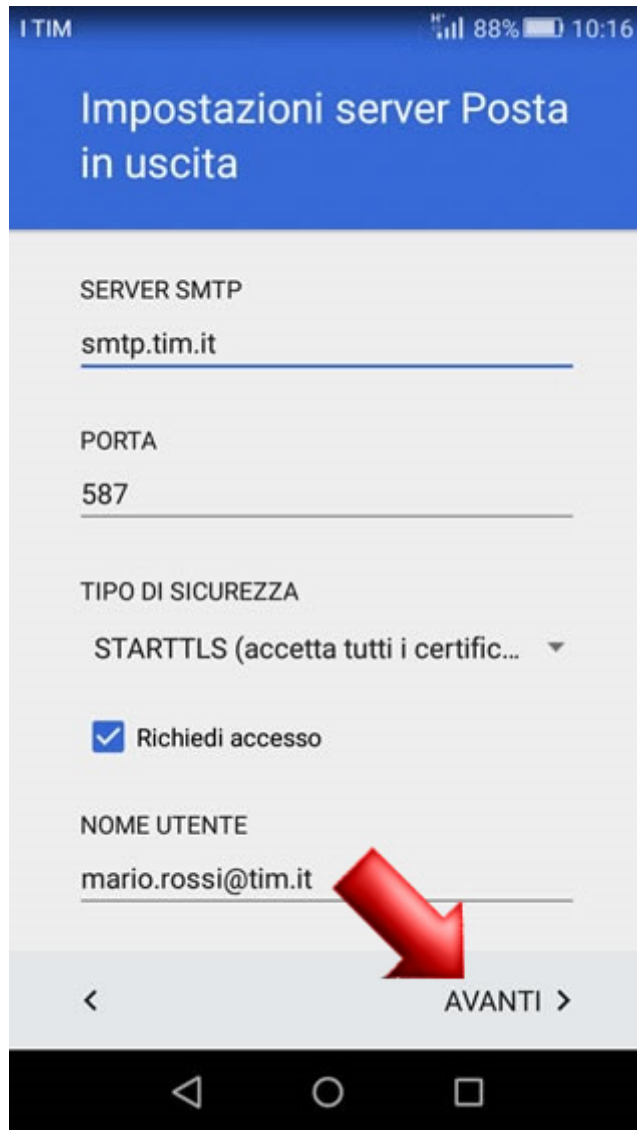 I TIM
H+ 88% 10:16
Impostazioni server Posta
in uscita
SERVER SMTP
smtp.tim.it
PORTA
587
TIPO DI SICUREZZA
STARTTLS (accetta tutti i certific...
Richiedi accesso
NOME UTENTE
mario.rossi@tim.it
AVANTI